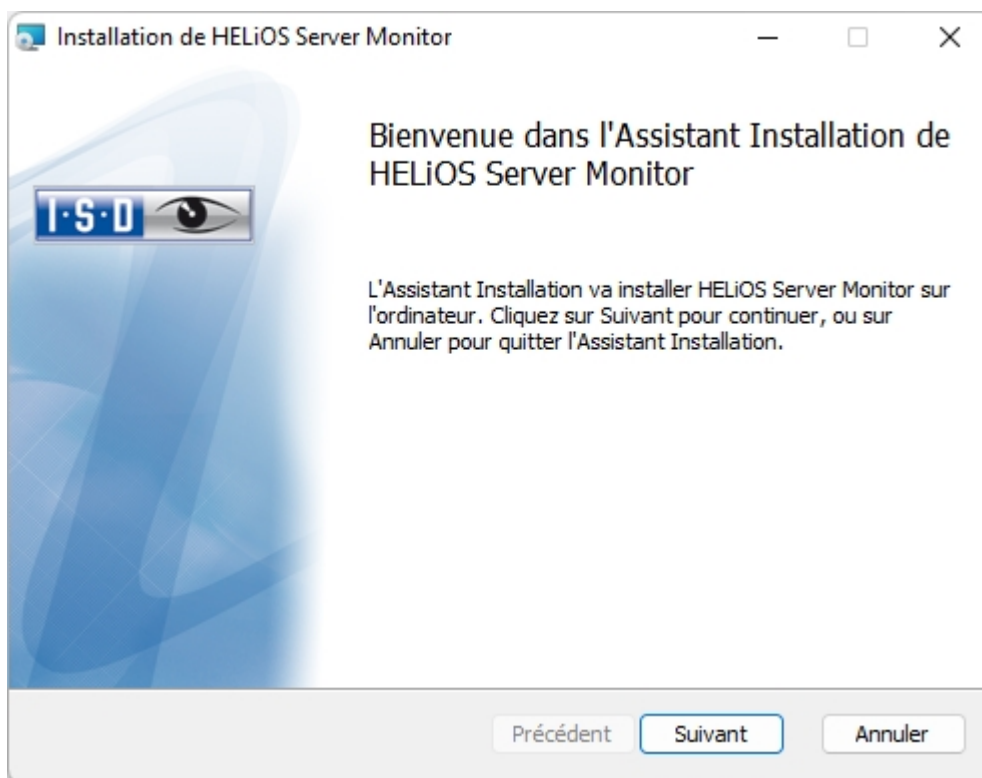 Installation de HELiOS Server Monitor
Bienvenue dans l'Assistant Installation de
HELiOS Server Monitor
I·S·D
L'Assistant Installation va installer HELiOS Server Monitor sur
l'ordinateur. Cliquez sur Suivant pour continuer, ou sur
Annuler pour quitter l'Assistant Installation.
Précédent
Suivant
Annuler